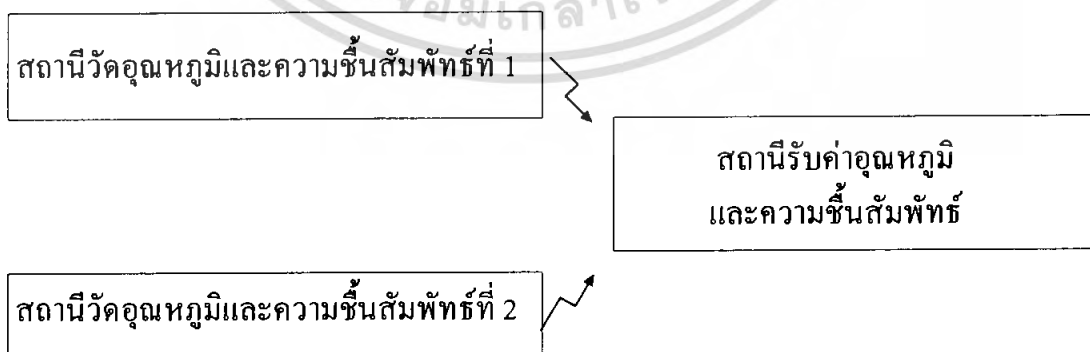 สถานีวัดอุณหภูมิและความชื้นสัมพัทธ์ที่ 1
สถานีรับค่าอุณหภูมิ
และความชื้นสัมพัทธ์
สถานีวัดอุณหภูมิและความชื้นสัมพัทธ์ที่ 2